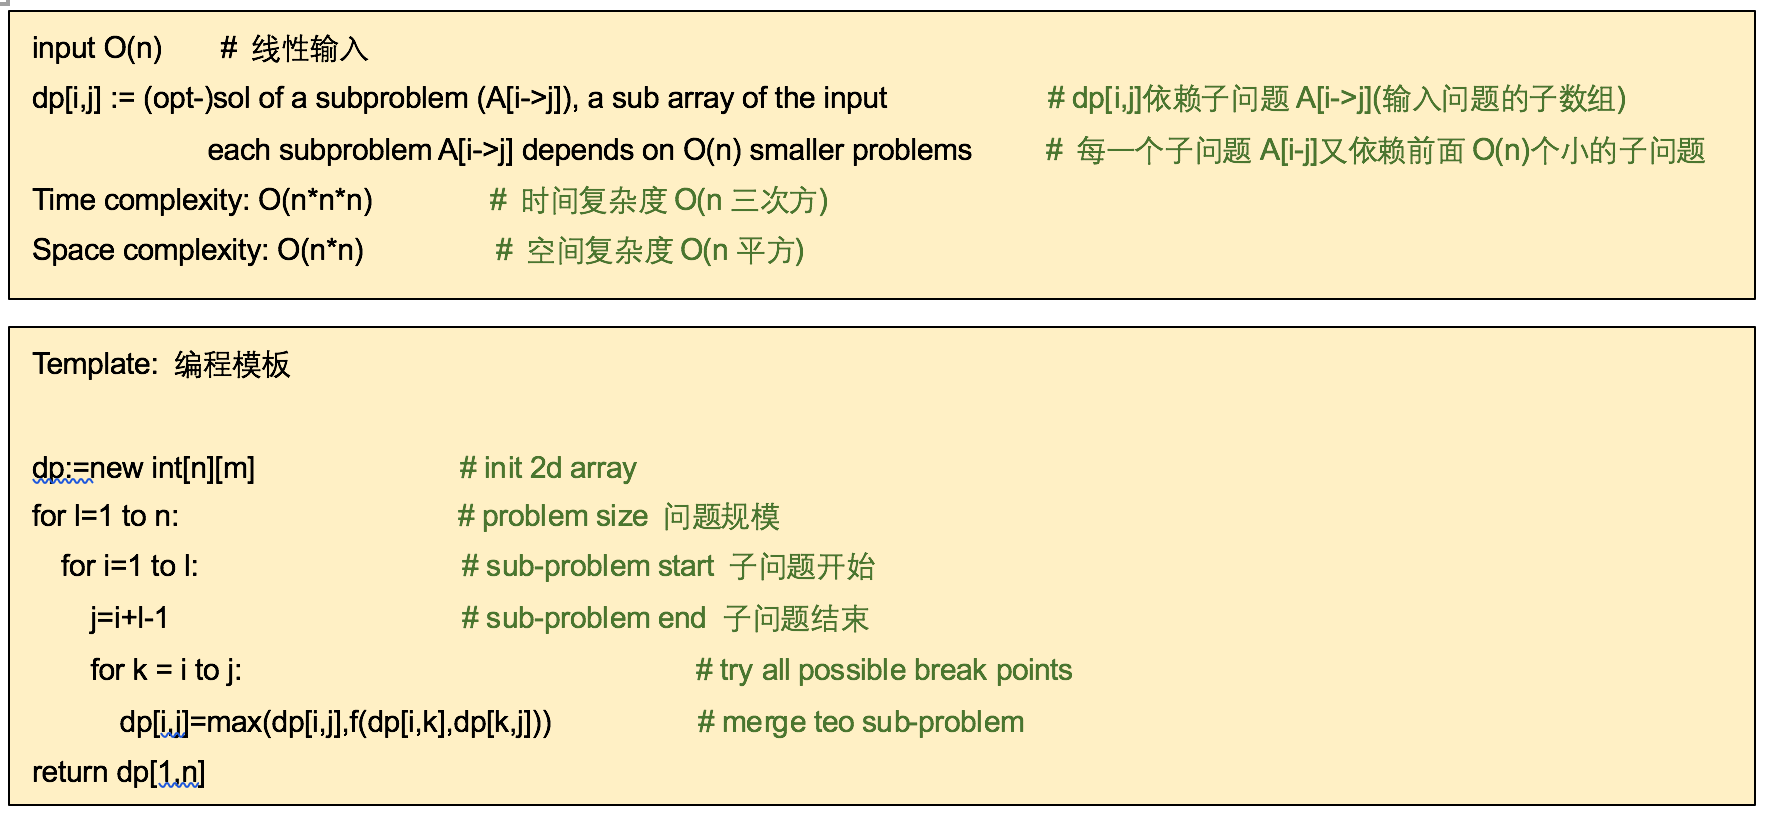 input O(n) # 线性输入
dp[i,j] := (opt-)sol of a subproblem (A[i->j]), a sub array of the input # dp[i,j]依赖子问题 A[i->j](输入问题的子数组)
each subproblem A[i->j] depends on O(n) smaller problems # 每一个子问题 A[i-j]又依赖前面 O(n)个小的子问题
Time complexity: O(n*n*n) # 时间复杂度 O(n 三次方)
Space complexity: O(n*n) # 空间复杂度 O(n 平方)
Template: 编程模板
dp:=new int[n][m] # init 2d array
for l=1 to n: # problem size 问题规模
for i=1 to l: # sub-problem start 子问题开始
j=i+l-1 # sub-problem end 子问题结束
for k = i to j: # try all possible break points
dp[i,j]=max(dp[i,j],f(dp[i,k],dp[k,j])) # merge teo sub-problem
return dp[1,n]